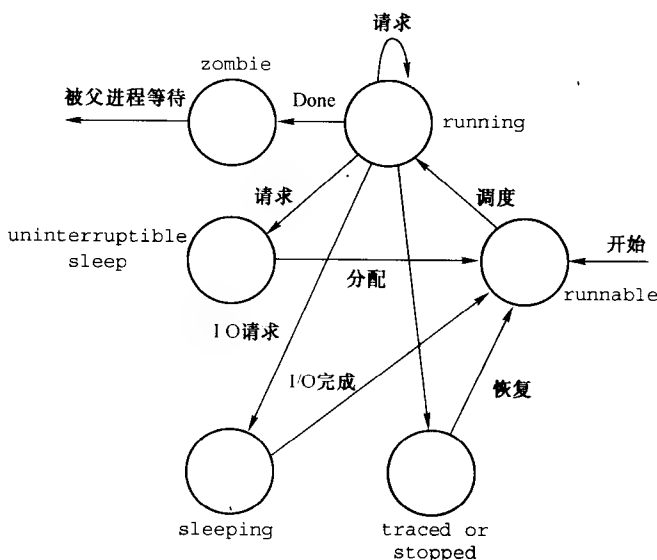 请求
zombie
被父进程等待
Done
running
请求
调度
uninterruptible
sleep
开始
分配
runnable
I O请求
I/O完成
恢复
sleeping
traced or
stopped